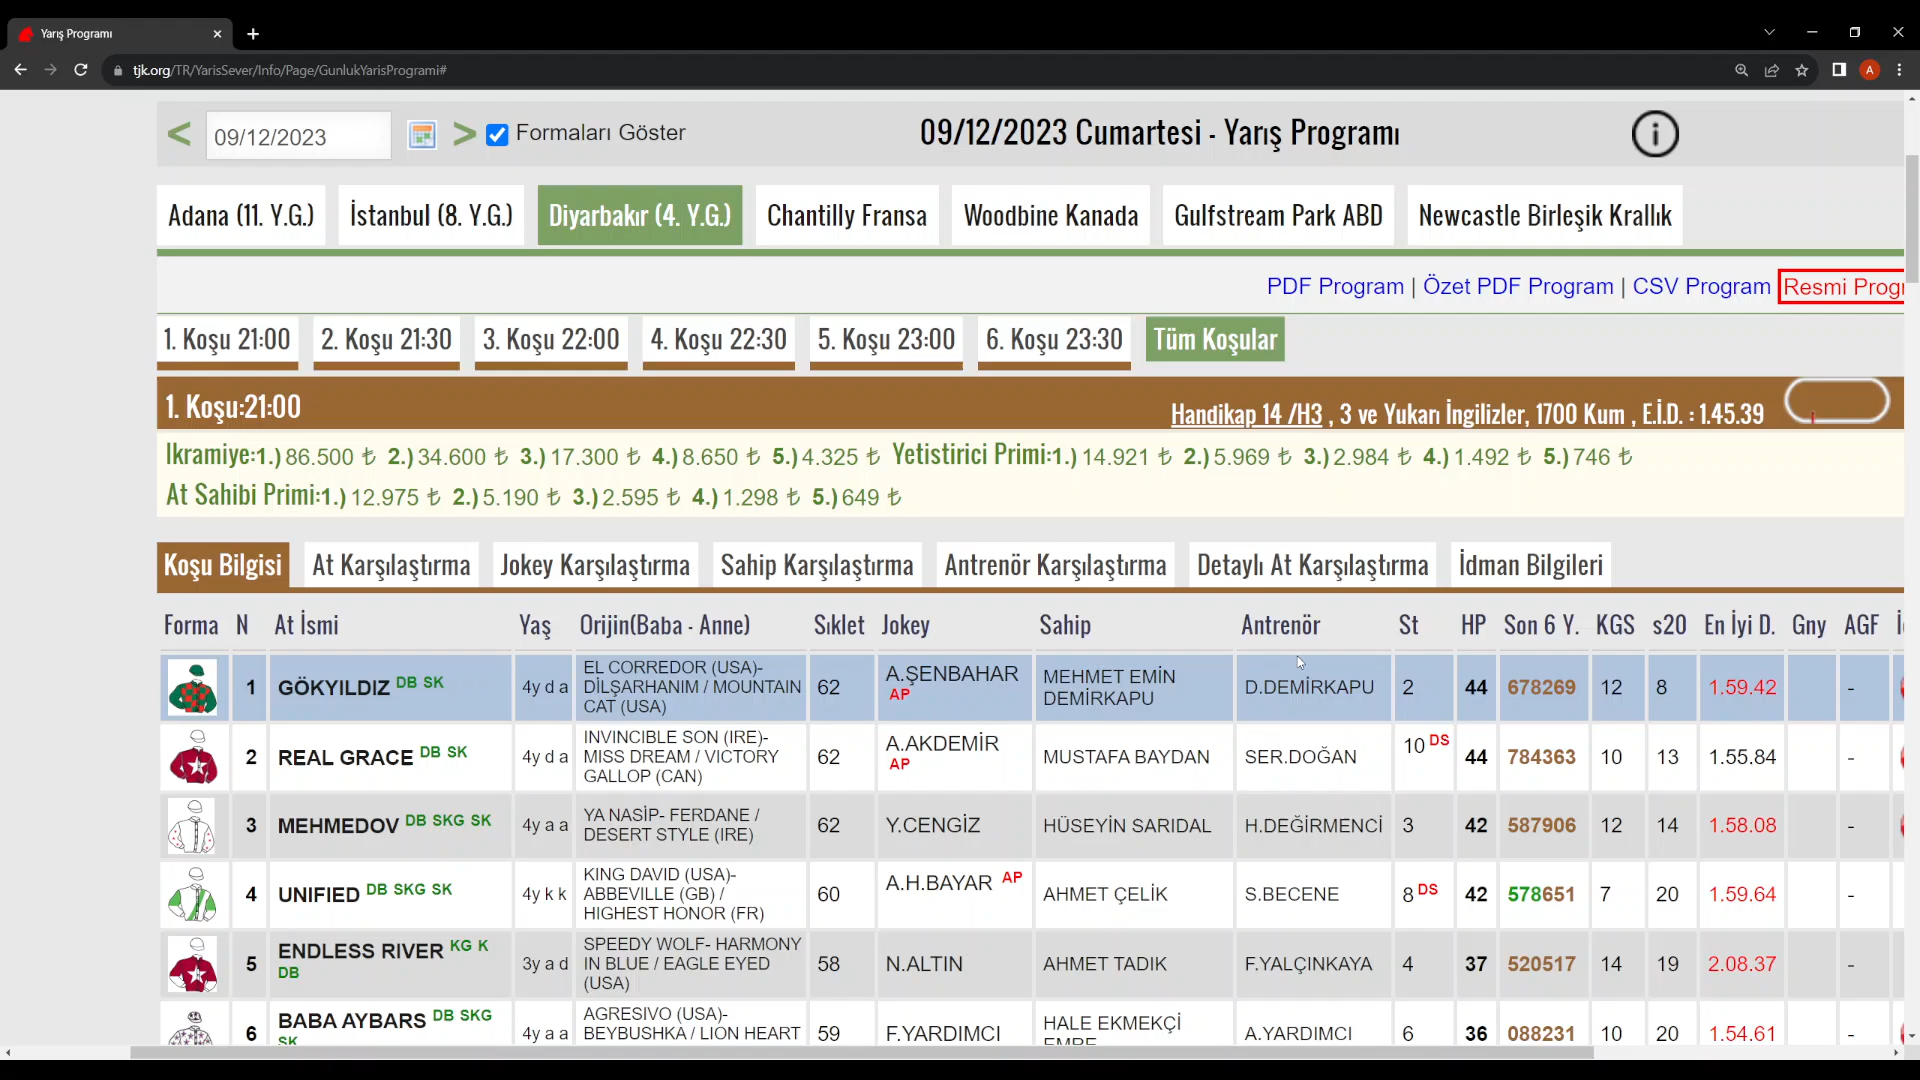 Yarış Programı
tjk.org/TR/YarisSever/Info/Page/GunlukYarisProgrami#
A
< 09/12/2023 > Formaları Göster 09/12/2023 Cumartesi - Yarış Programı i
Adana (11. Y.G.) İstanbul (8. Y.G.) Diyarbakır (4. Y.G.) Chantilly Fransa Woodbine Kanada Gulfstream Park ABD Newcastle Birleşik Krallık
PDF Program | Özet PDF Program | CSV Program Resmi Progr
1. Koşu 21:00 2. Koşu 21:30 3. Koşu 22:00 4. Koşu 22:30 5. Koşu 23:00 6. Koşu 23:30 Tüm Koşular
1. Koşu:21:00 Handikap 14 /H3 , 3 ve Yukarı İngilizler, 1700 Kum , E.İ.D. : 1.45.39
Ikramiye:1.) 86.500 ₺ 2.) 34.600 ₺ 3.) 17.300 ₺ 4.) 8.650 ₺ 5.) 4.325 ₺ Yetistirici Primi:1.) 14.921 ₺ 2.) 5.969 ₺ 3.) 2.984 ₺ 4.) 1.492 ₺ 5.) 746 ₺
At Sahibi Primi:1.) 12.975 ₺ 2.) 5.190 ₺ 3.) 2.595 ₺ 4.) 1.298 ₺ 5.) 649 ₺
Koşu Bilgisi At Karşılaştırma Jokey Karşılaştırma Sahip Karşılaştırma Antrenör Karşılaştırma Detaylı At Karşılaştırma İdman Bilgileri
Forma N At İsmi Yaş Orijin(Baba - Anne) Sıklet Jokey Sahip Antrenör St HP Son 6 Y. KGS s20 En İyi D. Gny AGF
1 GÖKYILDIZ DB SK 4y d a EL CORREDOR (USA)- DİLŞARHANIM / MOUNTAIN CAT (USA) 62 A.ŞENBAHAR AP MEHMET EMİN DEMİRKAPU D.DEMİRKAPU 2 44 678269 12 8 1.59.42 -
2 REAL GRACE DB SK 4y d a INVINCIBLE SON (IRE)- MISS DREAM / VICTORY GALLOP (CAN) 62 A.AKDEMİR AP MUSTAFA BAYDAN SER.DOĞAN 10 DS 44 784363 10 13 1.55.84 -
3 MEHMEDOV DB SKG SK 4y a a YA NASİP- FERDANE / DESERT STYLE (IRE) 62 Y.CENGİZ HÜSEYİN SARIDAL H.DEĞİRMENCİ 3 42 587906 12 14 1.58.08 -
4 UNIFIED DB SKG SK 4y k k KING DAVID (USA)- ABBEVILLE (GB) / HIGHEST HONOR (FR) 60 A.H.BAYAR AP AHMET ÇELİK S.BECENE 8 DS 42 578651 7 20 1.59.64 -
5 ENDLESS RIVER KG K DB 3y a d SPEEDY WOLF- HARMONY IN BLUE / EAGLE EYED (USA) 58 N.ALTIN AHMET TADIK F.YALÇINKAYA 4 37 520517 14 19 2.08.37 -
6 BABA AYBARS DB SKG SK 4y a a AGRESIVO (USA)- BEYBUSHKA / LION HEART 59 F.YARDIMCI HALE EKMEKÇİ EMRE A.YARDIMCI 6 36 088231 10 20 1.54.61 -